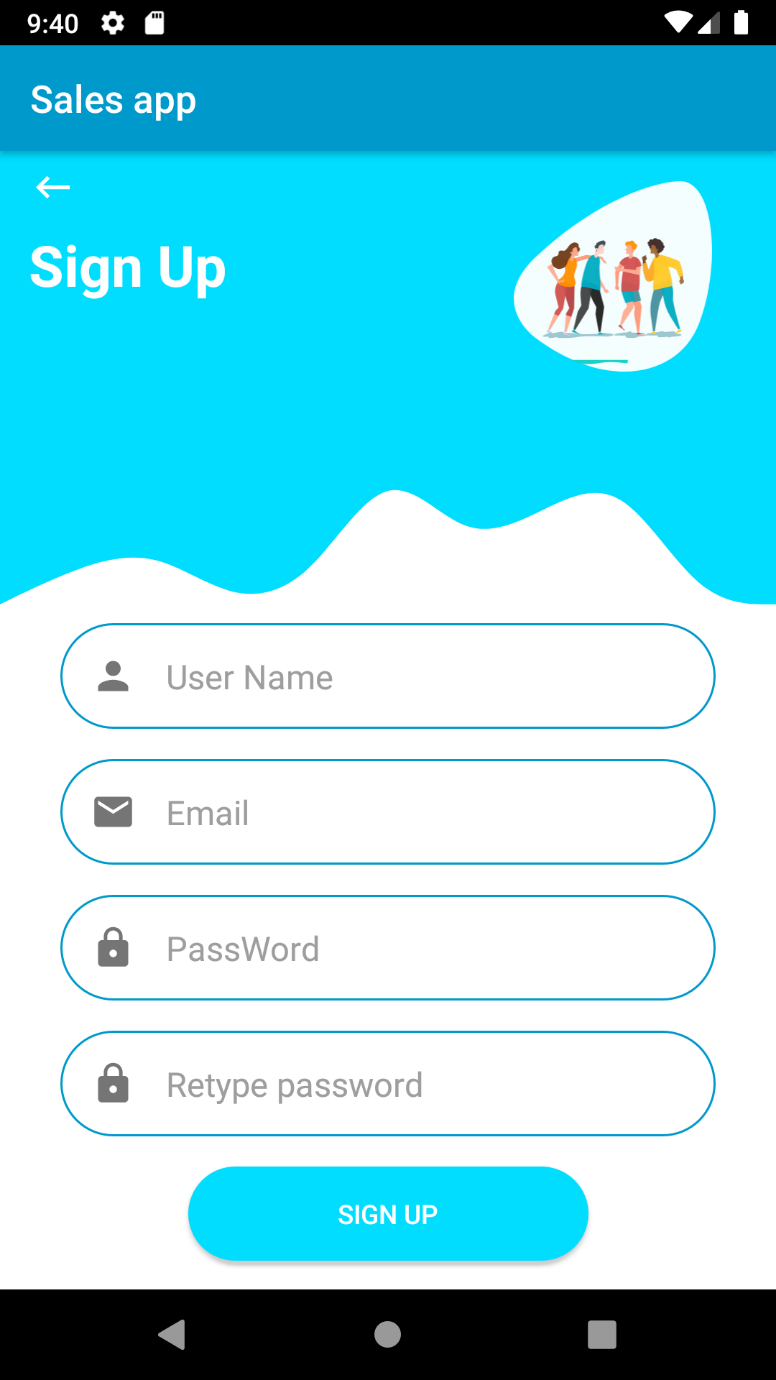 9:40
Sales app
Sign Up
User Name
Email
PassWord
Retype password
SIGN UP